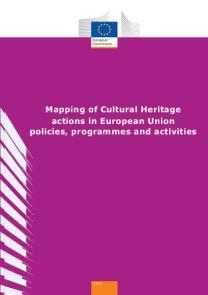 European
Commission
Mapping of Cultural Heritage
actions in European Union
policies, programmes and activities